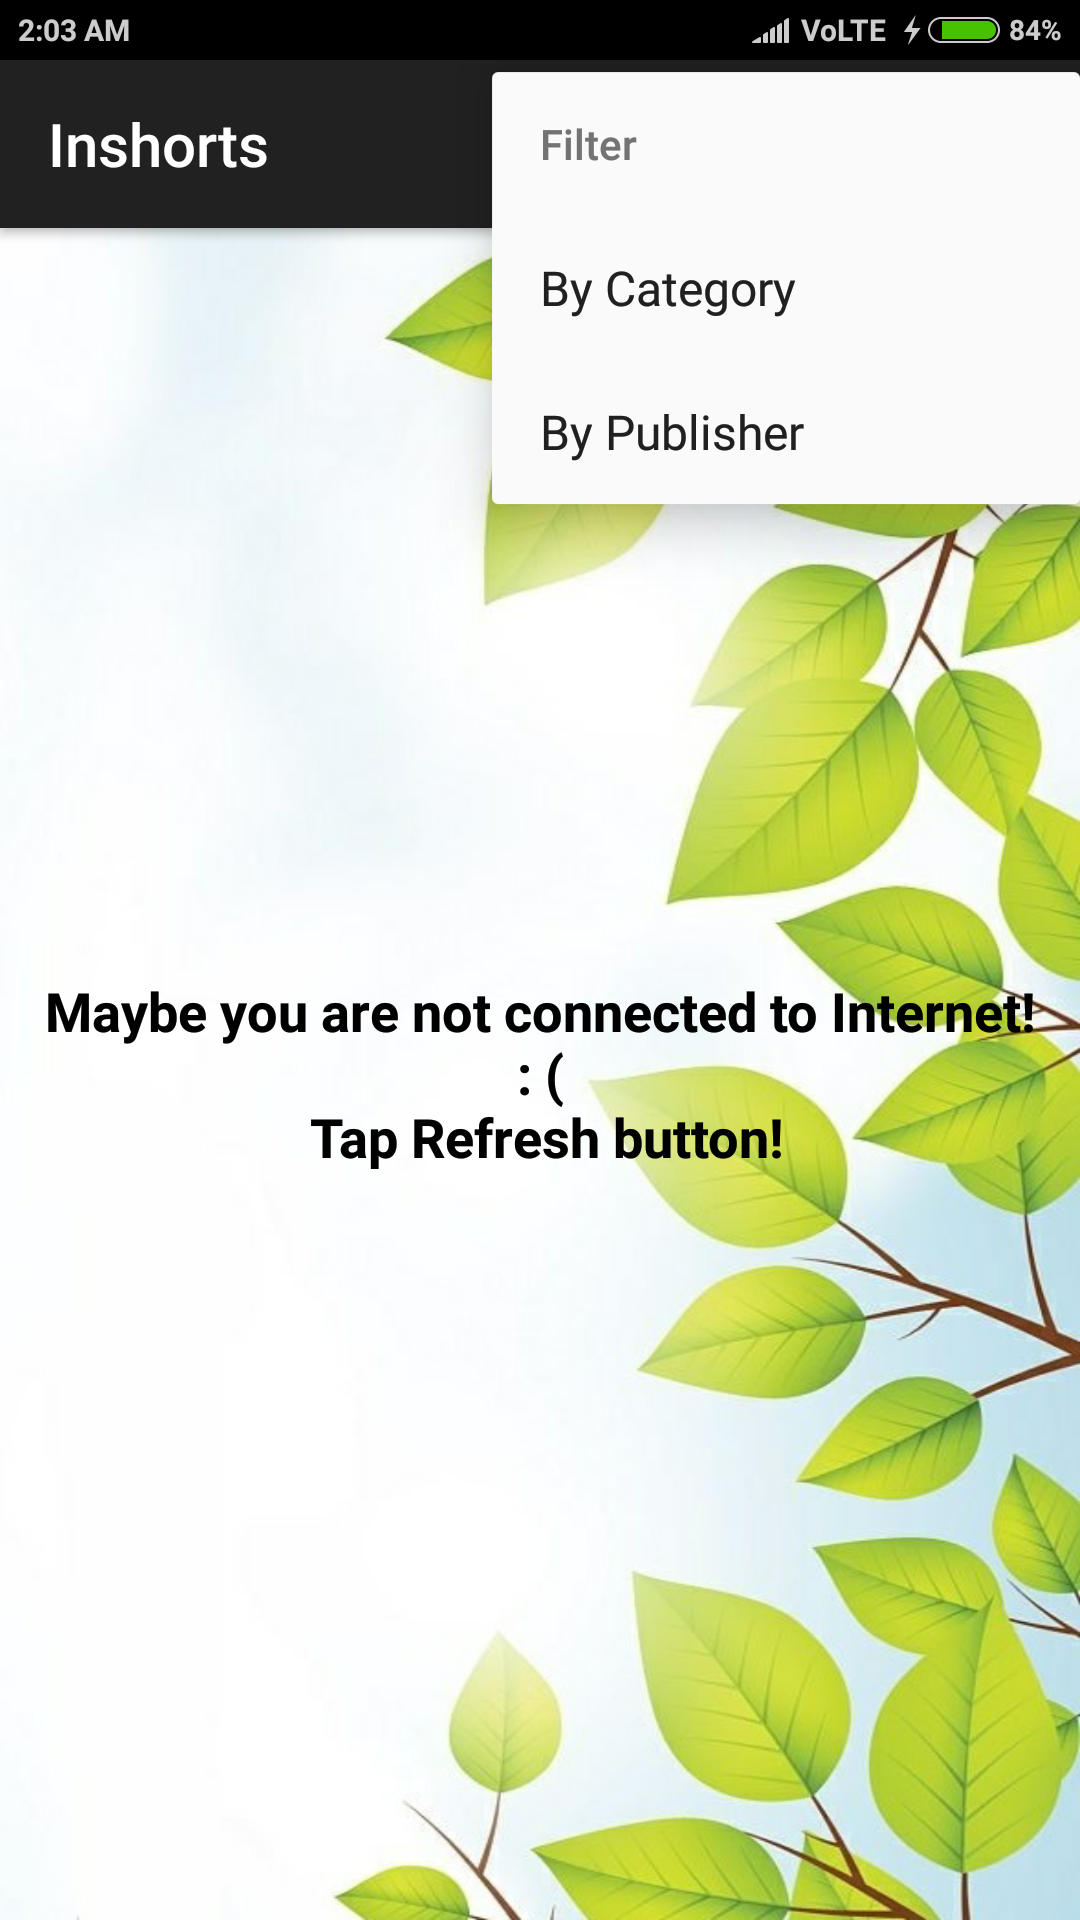 2:03 AM VoLTE 84%
Inshorts
Filter
By Category
By Publisher
Maybe you are not connected to Internet!
: (
Tap Refresh button!